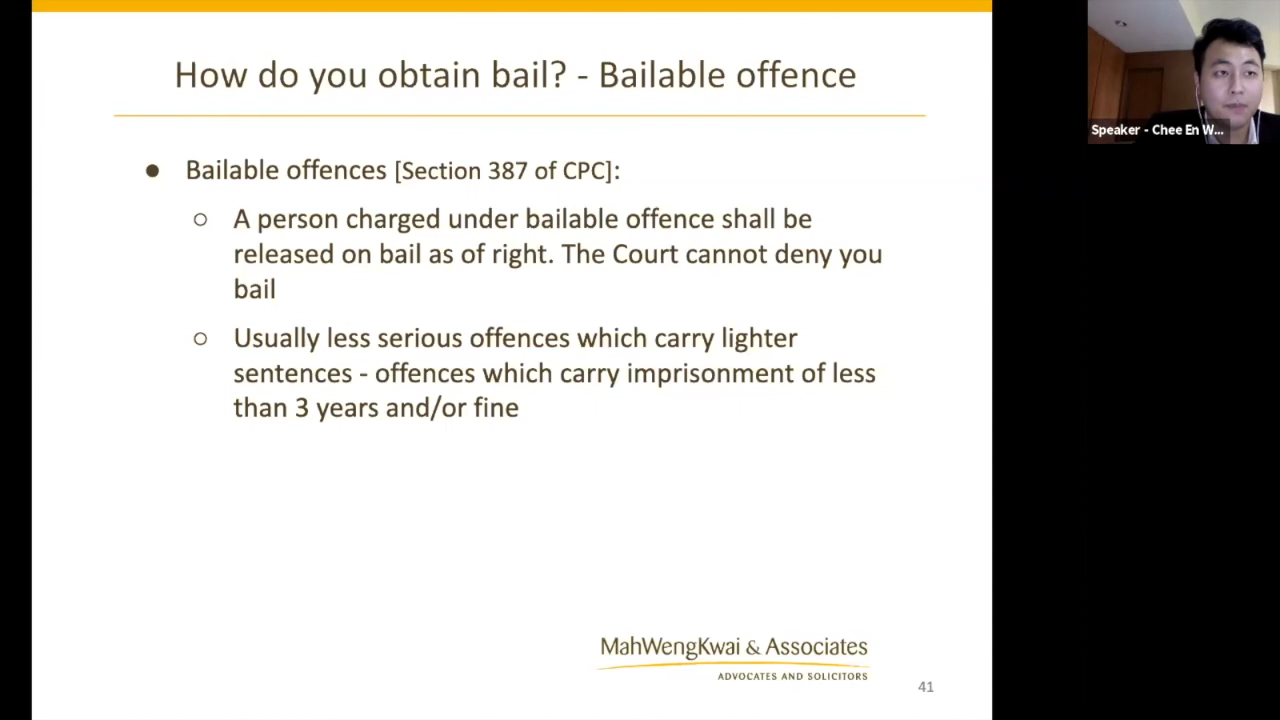 How do you obtain bail? - Bailable offence
Speaker - Chee En W...
● Bailable offences [Section 387 of CPC]:
○ A person charged under bailable offence shall be
released on bail as of right. The Court cannot deny you
bail
○ Usually less serious offences which carry lighter
sentences - offences which carry imprisonment of less
than 3 years and/or fine
MahWengKwai & Associates
ADVOCATES AND SOLICITORS
41